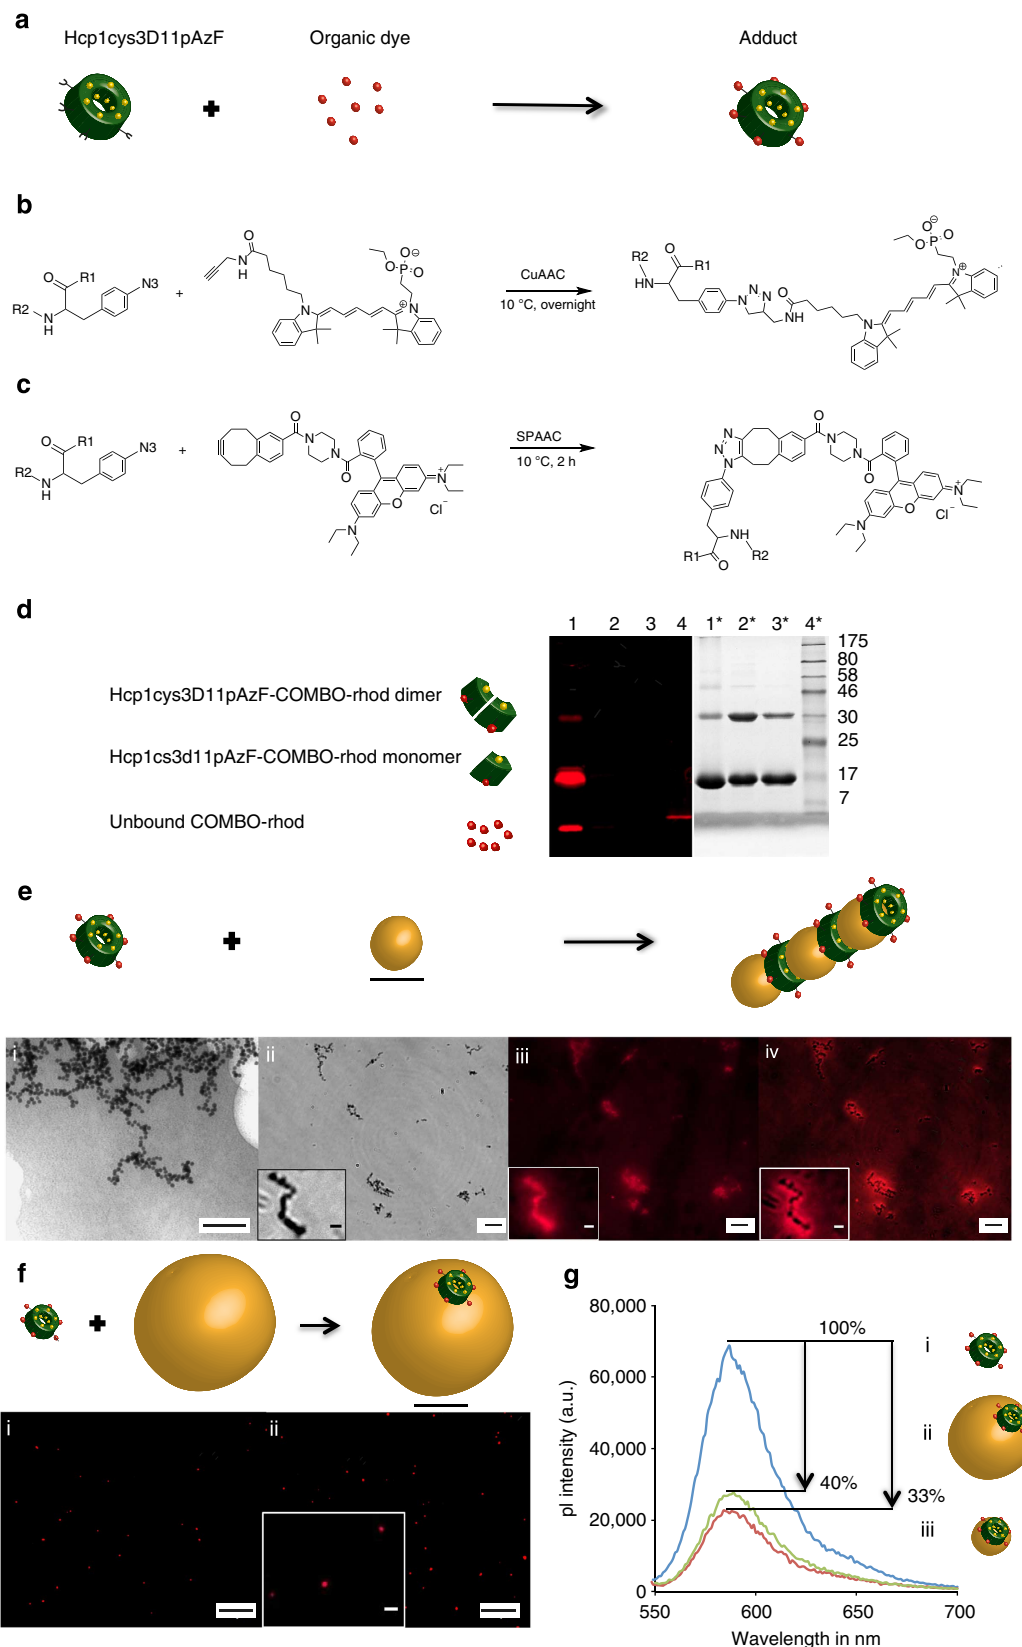 a
Hcp1cys3D11pAzF
Organic dye
Adduct
b
O
R1
N3
R2
N
H
+
O
N
H
N
O
P
O⊖
O
N
⊕
CuAAC
10 °C, overnight
R2
HN
O
R1
N
N
N
O
NH
N
O
P
O⊖
O
N
⊕
c
O
R1
N3
R2
N
H
+
O
N
N
O
O
N
+
Cl−
N
SPAAC
10 °C, 2 h
N
N
N
O
N
N
O
O
N
+
Cl−
N
NH
R1
R2
O
d
1 2 3 4 1* 2* 3* 4*
175
80
58
46
30
25
17
7
Hcp1cys3D11pAzF-COMBO-rhod dimer
Hcp1cs3d11pAzF-COMBO-rhod monomer
Unbound COMBO-rhod
e
i
ii
iii
iv
f
i
ii
g
80,000
60,000
40,000
20,000
0
pl intensity (a.u.)
550 600 650 700
Wavelength in nm
100%
40%
33%
i
ii
iii